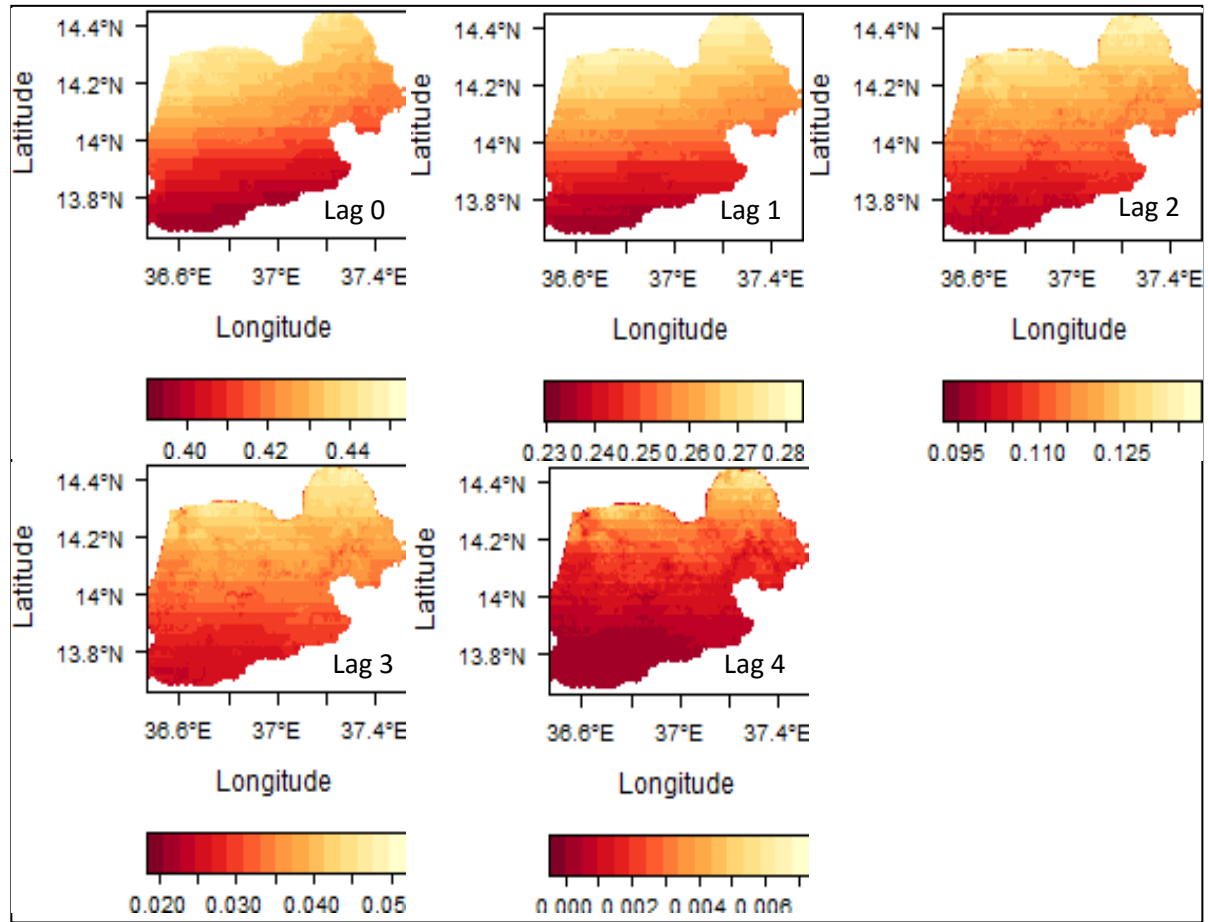 14.4°N
14.2°N
14°N
13.8°N
Latitude
Lag 0
36.6°E 37°E 37.4°E
Longitude
0.40 0.42 0.44
14.4°N
14.2°N
14°N
13.8°N
Latitude
Lag 1
36.6°E 37°E 37.4°E
Longitude
0.23 0.24 0.25 0.26 0.27 0.28
14.4°N
14.2°N
14°N
13.8°N
Latitude
Lag 2
36.6°E 37°E 37.4°E
Longitude
0.095 0.110 0.125
14.4°N
14.2°N
14°N
13.8°N
Latitude
Lag 3
36.6°E 37°E 37.4°E
Longitude
0.020 0.030 0.040 0.05
14.4°N
14.2°N
14°N
13.8°N
Latitude
Lag 4
36.6°E 37°E 37.4°E
Longitude
0.000 0.002 0.004 0.006